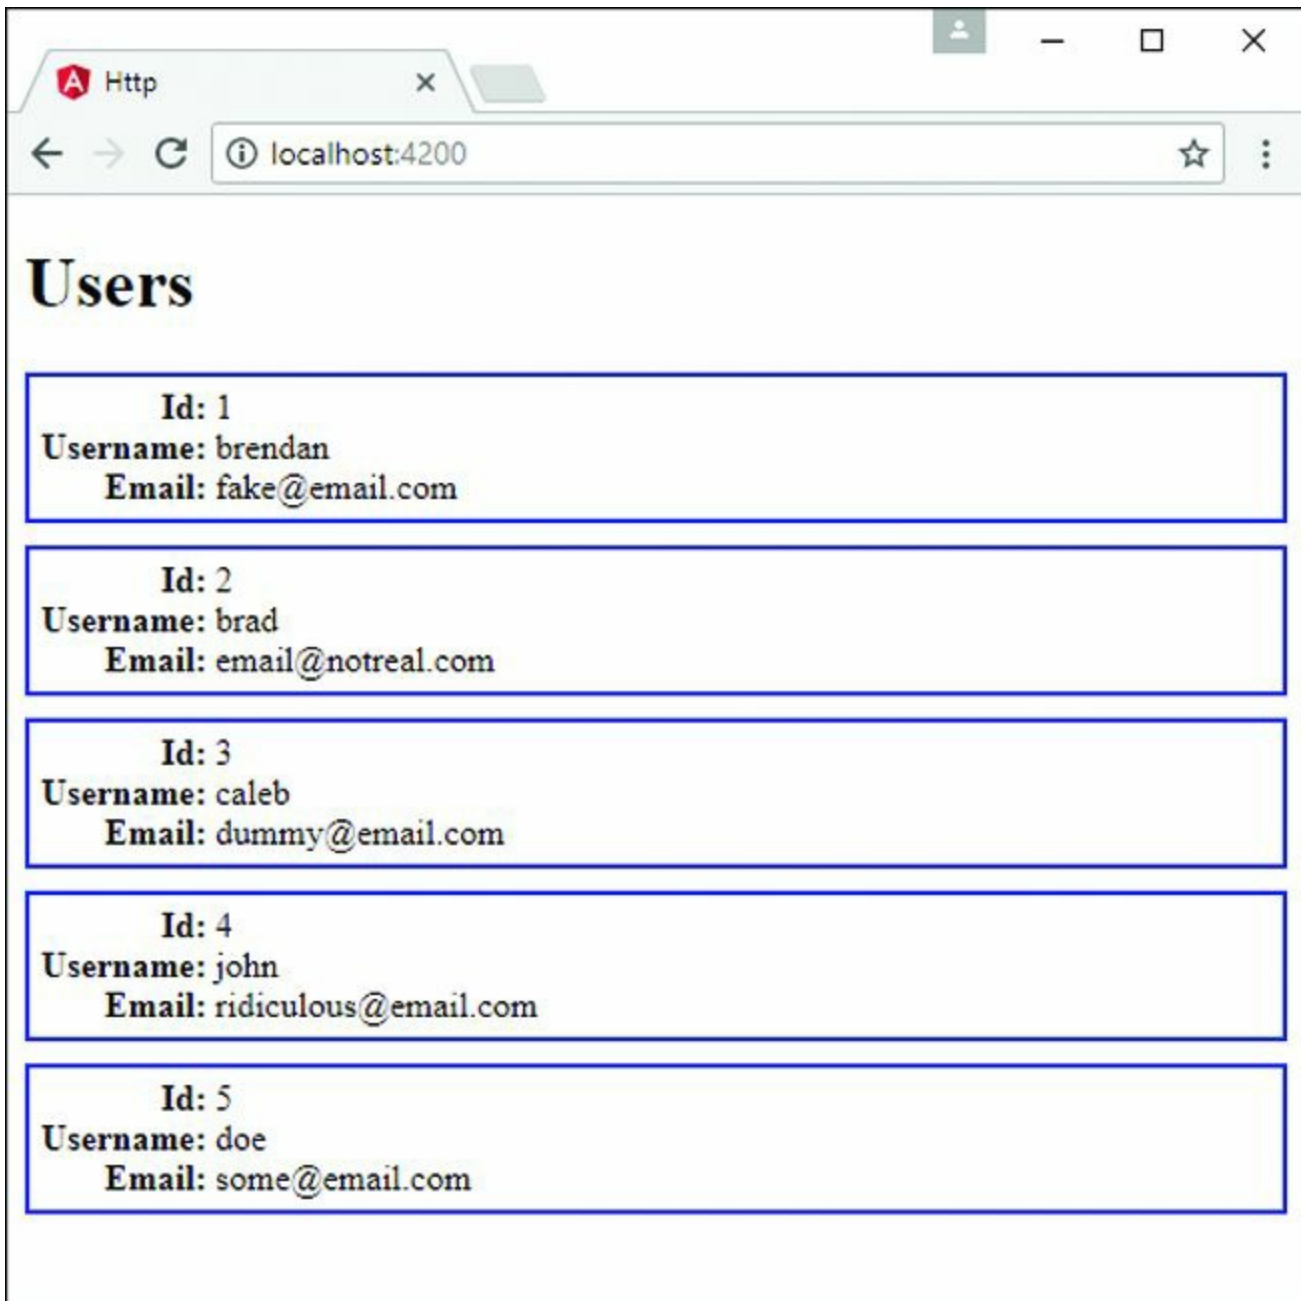 Http
localhost:4200
Users
Id: 1
Username: brendan
Email: fake@email.com
Id: 2
Username: brad
Email: email@notreal.com
Id: 3
Username: caleb
Email: dummy@email.com
Id: 4
Username: john
Email: ridiculous@email.com
Id: 5
Username: doe
Email: some@email.com